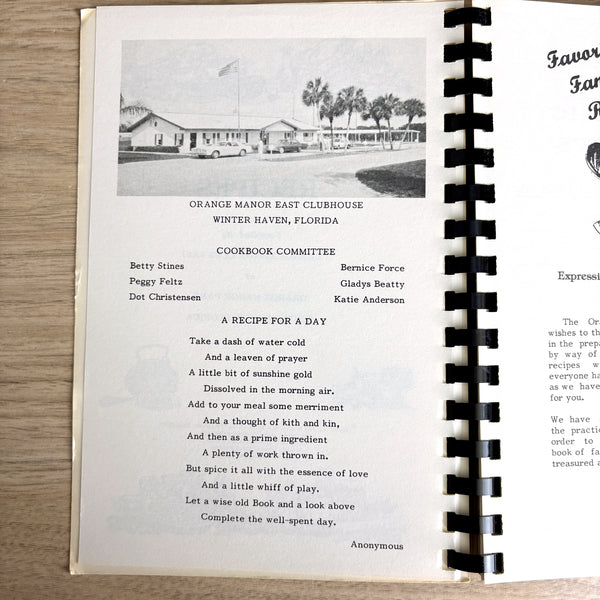 ORANGE MANOR EAST CLUBHOUSE
WINTER HAVEN, FLORIDA
COOKBOOK COMMITTEE
Betty Stines
Bernice Force
Peggy Feltz
Gladys Beatty
Dot Christensen
Katie Anderson
A RECIPE FOR A DAY
Take a dash of water cold
And a leaven of prayer
A little bit of sunshine gold
Dissolved in the morning air.
Add to your meal some merriment
And a thought of kith and kin,
And then as a prime ingredient
A plenty of work thrown in.
But spice it all with the essence of love
And a little whiff of play.
Let a wise old Book and a look above
Complete the well-spent day.
Anonymous
Favor
Fam
R
Expressi
The Or
wishes to th
in the prepa
by way of
recipes w
everyone ha
as we have
for you.
We have
the practic
order to
book of fa
treasured a